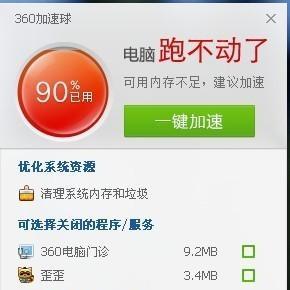 360加速球
电脑 跑不动了
90%
已用
可用内存不足，建议加速
一键加速
优化系统资源
清理系统内存和垃圾
可选择关闭的程序/服务
360电脑门诊 9.2MB
歪歪 3.4MB